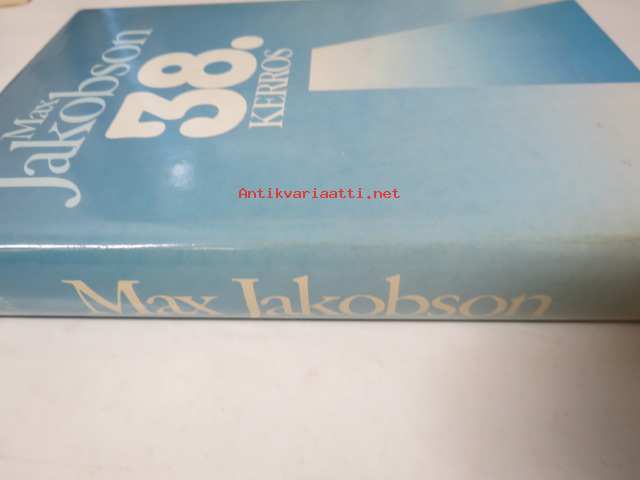 Max
Jakobson
38.
KERROS
Antikvariaatti.net
Max Jakobson